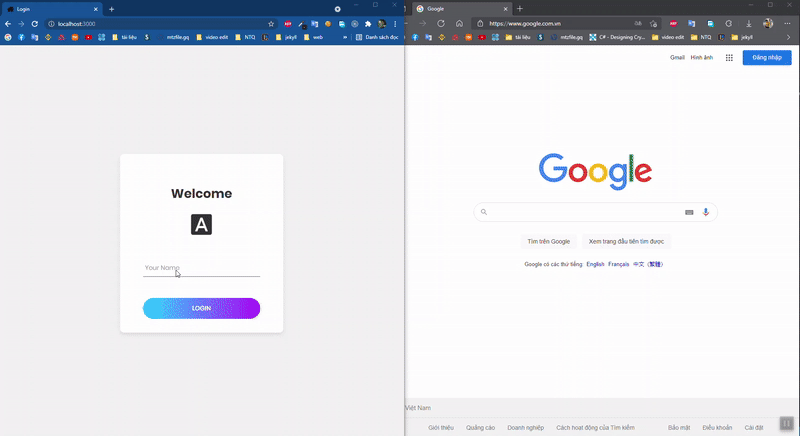 Login
localhost:3000
tài liệu
mtzfile.gq
video edit
NTQ
jekyll
web
Danh sách đọc
Welcome
A
Your Name
LOGIN
Google
https://www.google.com.vn
tài liệu
mtzfile.gq
C# - Designing Cry...
video edit
NTQ
jekyll
Gmail
Hình ảnh
Đăng nhập
Google
Tìm trên Google
Xem trang đầu tiên tìm được
Google có các thứ tiếng: English Français 中文（繁體）
Việt Nam
Giới thiệu
Quảng cáo
Doanh nghiệp
Cách hoạt động của Tìm kiếm
Bảo mật
Điều khoản
Cài đặt